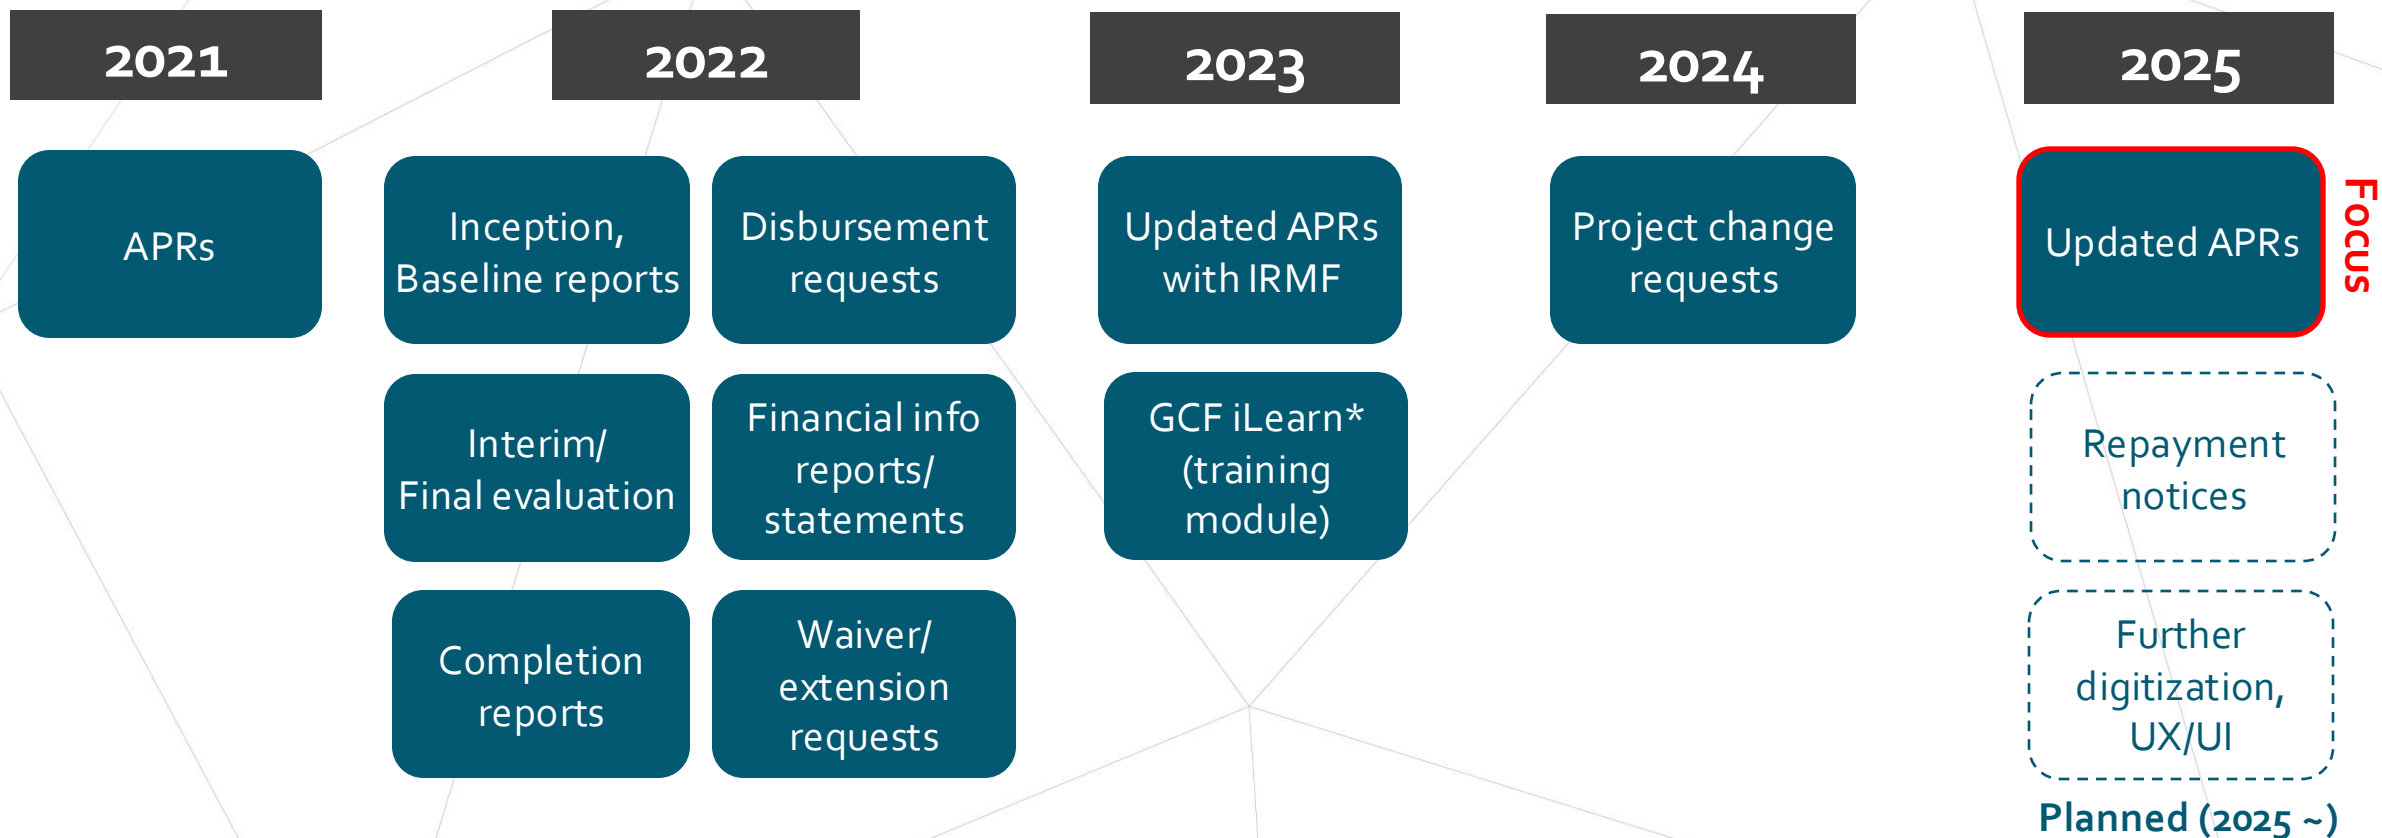 2021
2022
2023
2024
2025
APRs
Inception,
Baseline reports
Disbursement
requests
Updated APRs
with IRMF
Project change
requests
Updated APRs
Focus
Interim/
Final evaluation
Financial info
reports/
statements
GCF iLearn*
(training
module)
Repayment
notices
Completion
reports
Waiver/
extension
requests
Further
digitization,
UX/UI
Planned (2025 ~)